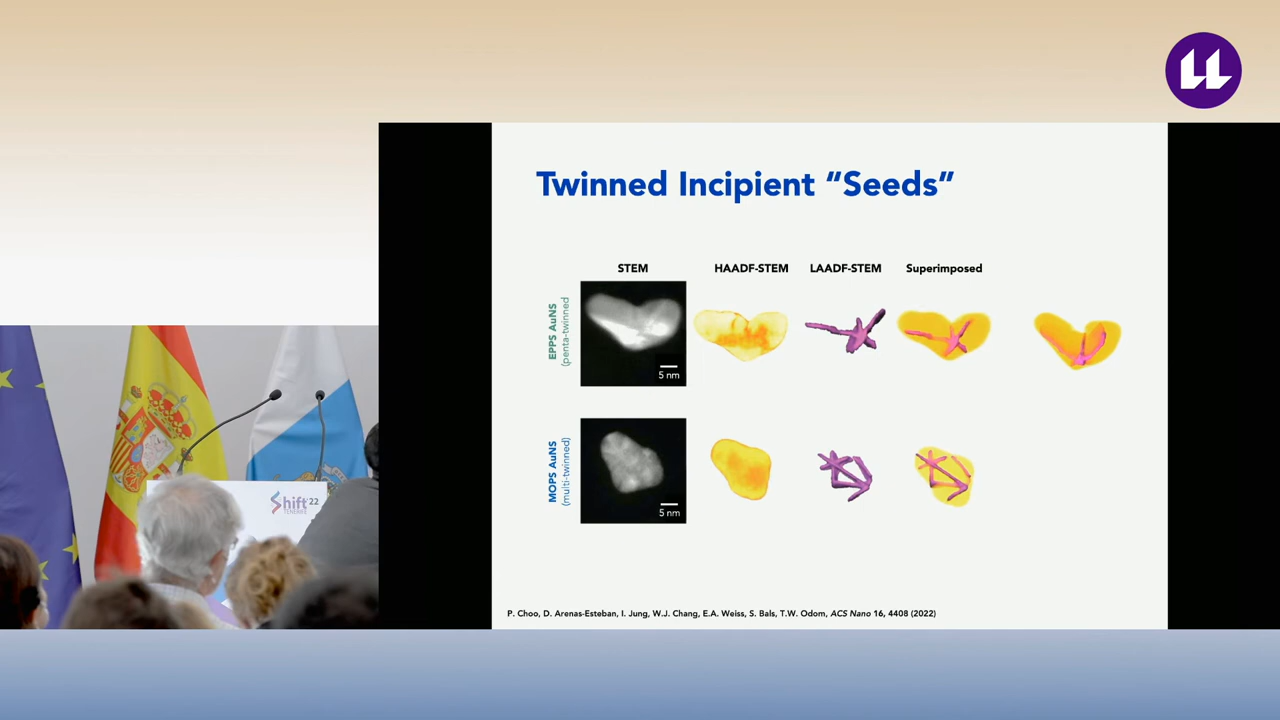 Twinned Incipient “Seeds”
STEM
HAADF-STEM
LAADF-STEM
Superimposed
EPPS AuNS
(penta-twinned
5 nm
MOPS AuNS
(multi-twinned)
5 nm
Shift'22
TENERIFE
P. Choo, D. Arenas-Esteban, I. Jung, W.J. Chang, E.A. Weiss, S. Bals, T.W. Odom, ACS Nano 16, 4408 (2022)